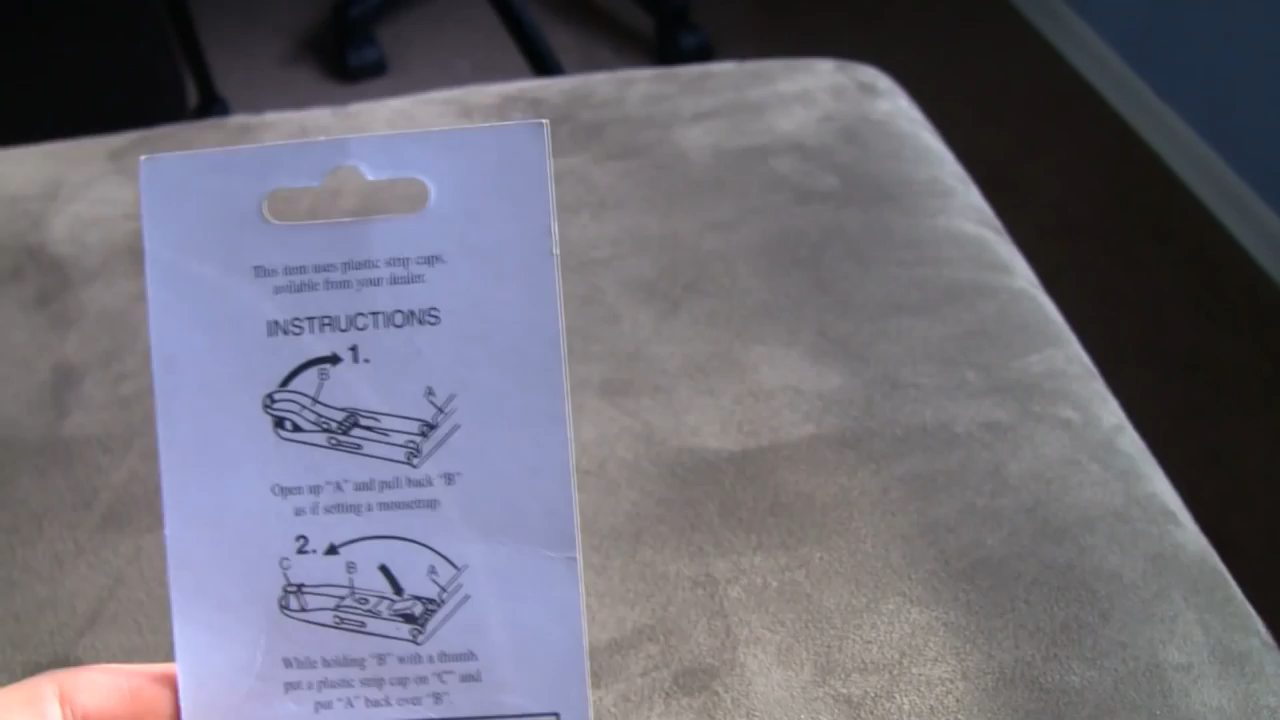 This item uses plastic strip caps,
available from your dealer.
INSTRUCTIONS
1.
B
A
Open up "A" and pull back "B"
as if setting a mousetrap
2.
C
B
A
While holding "B" with a thumb
put a plastic strip cap on "C" and
put "A" back over "B".